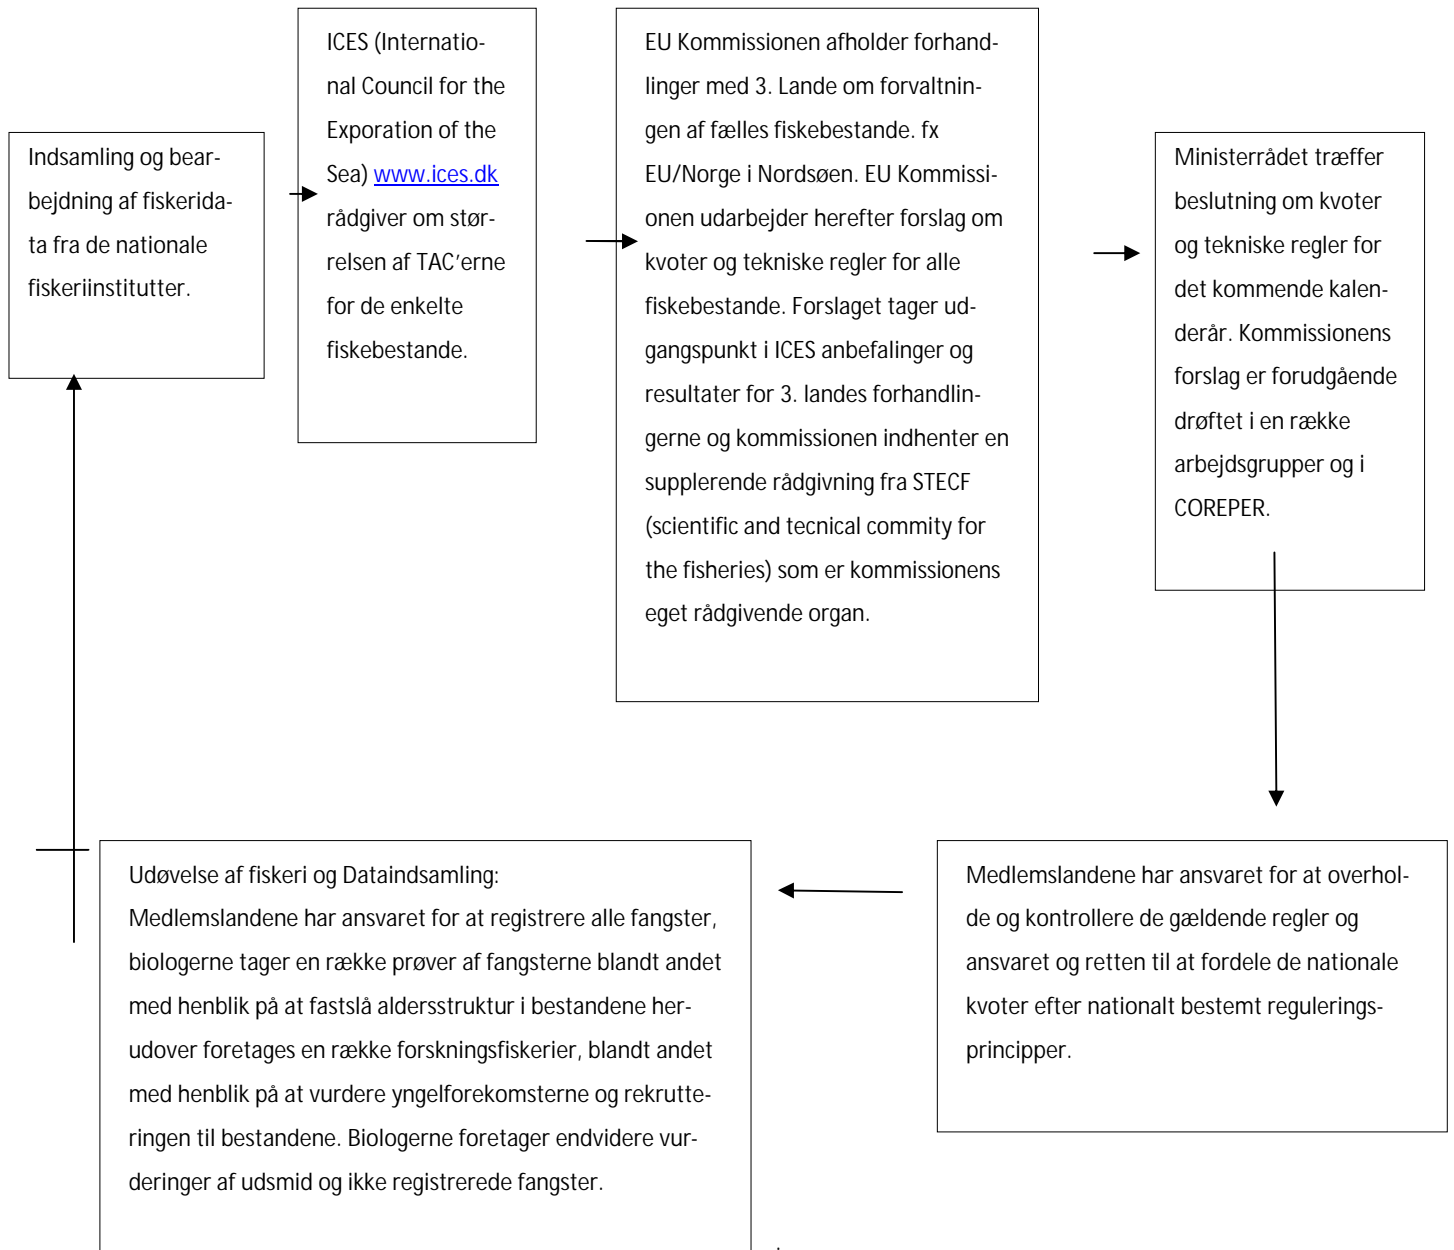 Indsamling og bear-
bejdning af fiskerida-
ta fra de nationale
fiskeriinstitutter.
ICES (Internatio-
nal Council for the
Exporation of the
Sea) www.ices.dk
rådgiver om stør-
relsen af TAC’erne
for de enkelte
fiskebestande.
EU Kommissionen afholder forhand-
linger med 3. Lande om forvaltnin-
gen af fælles fiskebestande. fx
EU/Norge i Nordsøen. EU Kommissi-
onen udarbejder herefter forslag om
kvoter og tekniske regler for alle
fiskebestande. Forslaget tager ud-
gangspunkt i ICES anbefalinger og
resultater for 3. landes forhandlin-
gerne og kommissionen indhenter en
supplerende rådgivning fra STECF
(scientific and tecnical commity for
the fisheries) som er kommissionens
eget rådgivende organ.
Ministerrådet træffer
beslutning om kvoter
og tekniske regler for
det kommende kalen-
derår. Kommissionens
forslag er forudgående
drøftet i en række
arbejdsgrupper og i
COREPER.
Medlemslandene har ansvaret for at overhol-
de og kontrollere de gældende regler og
ansvaret og retten til at fordele de nationale
kvoter efter nationalt bestemt regulerings-
principper.
Udøvelse af fiskeri og Dataindsamling:
Medlemslandene har ansvaret for at registrere alle fangster,
biologerne tager en række prøver af fangsterne blandt andet
med henblik på at fastslå aldersstruktur i bestandene her-
udover foretages en række forskningsfiskerier, blandt andet
med henblik på at vurdere yngelforekomsterne og rekrutte-
ringen til bestandene. Biologerne foretager endvidere vur-
deringer af udsmid og ikke registrerede fangster.